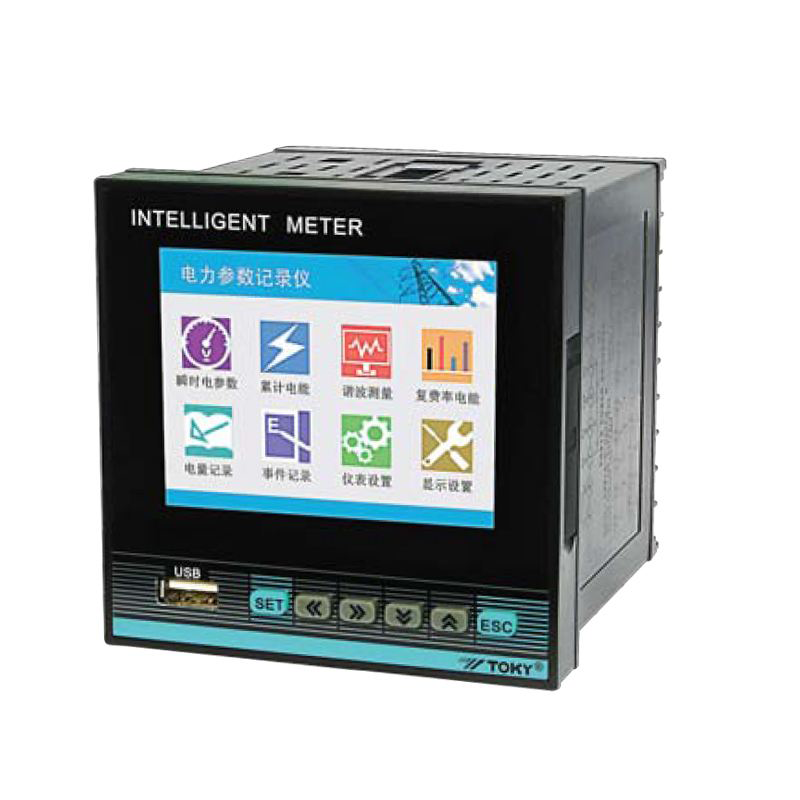 INTELLIGENT METER
电力参数记录仪
瞬时电参数 累计电能 谐波测量 复费率电能
电量记录 事件记录 仪表设置 显示设置
USB
SET
ESC
TOKY®